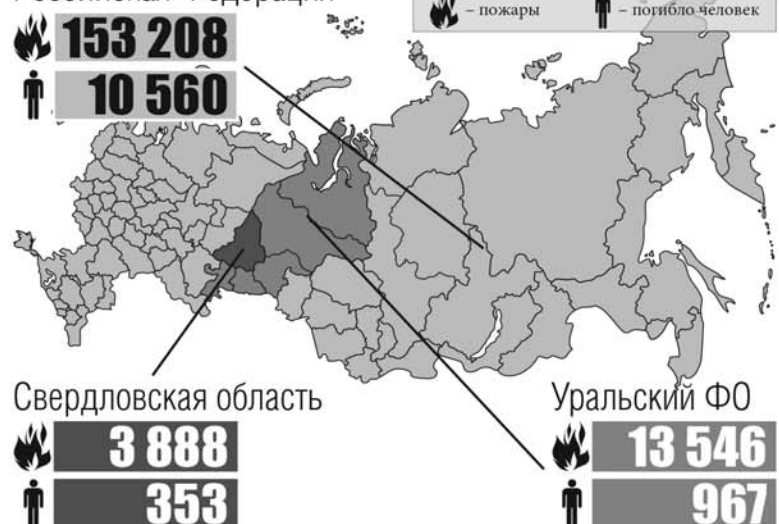 – пожары
– погибло человек
153 208
10 560
Свердловская область
3 888
353
Уральский ФО
13 546
967